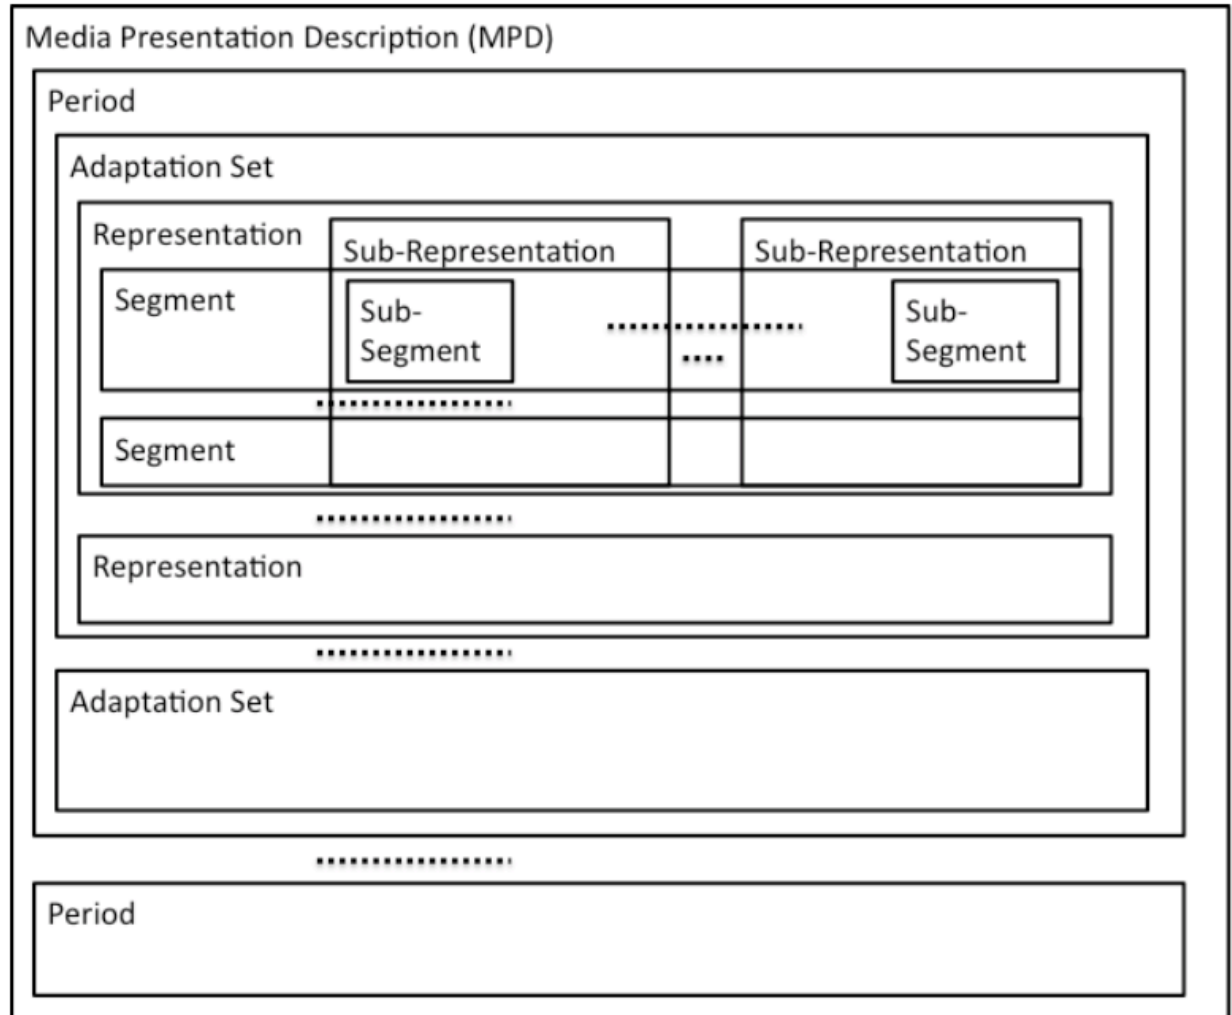 Media Presentation Description (MPD)
Period
Adaptation Set
Representation
Sub-Representation
Sub-Representation
Segment
Sub-
Segment
Sub-
Segment
Segment
Representation
Adaptation Set
Period